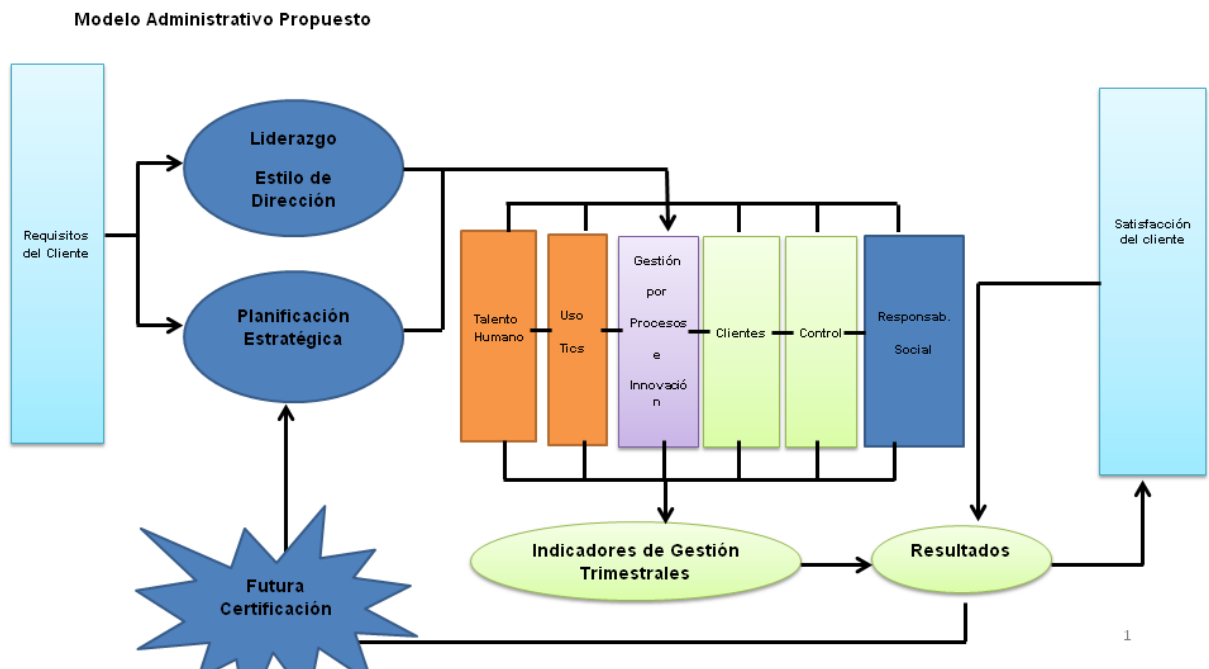 Modelo Administrativo Propuesto
Requisitos
del Cliente
Liderazgo
Estilo de
Dirección
Planificación
Estratégica
Talento
Humano
Uso
Tics
Gestión
por
Procesos
e
Innovació
n
Clientes
Control
Responsab.
Social
Satisfacción
del cliente
Indicadores de Gestión
Trimestrales
Resultados
Futura
Certificación
1